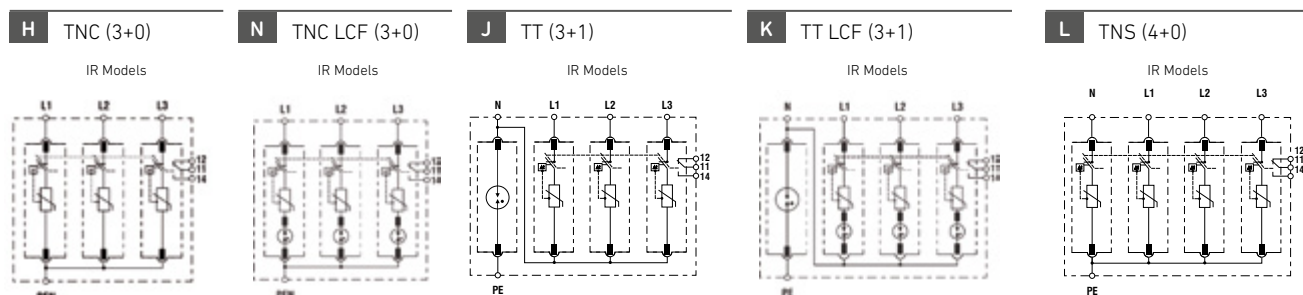 H TNC (3+0)
N TNC LCF (3+0)
J TT (3+1)
K TT LCF (3+1)
L TNS (4+0)
IR Models
IR Models
IR Models
IR Models
IR Models
L1 L2 L3
12
11
14
PEN
L1 L2 L3
12
11
14
PEN
N L1 L2 L3
12
11
14
PE
N L1 L2 L3
12
11
14
PE
N L1 L2 L3
12
11
14
PE